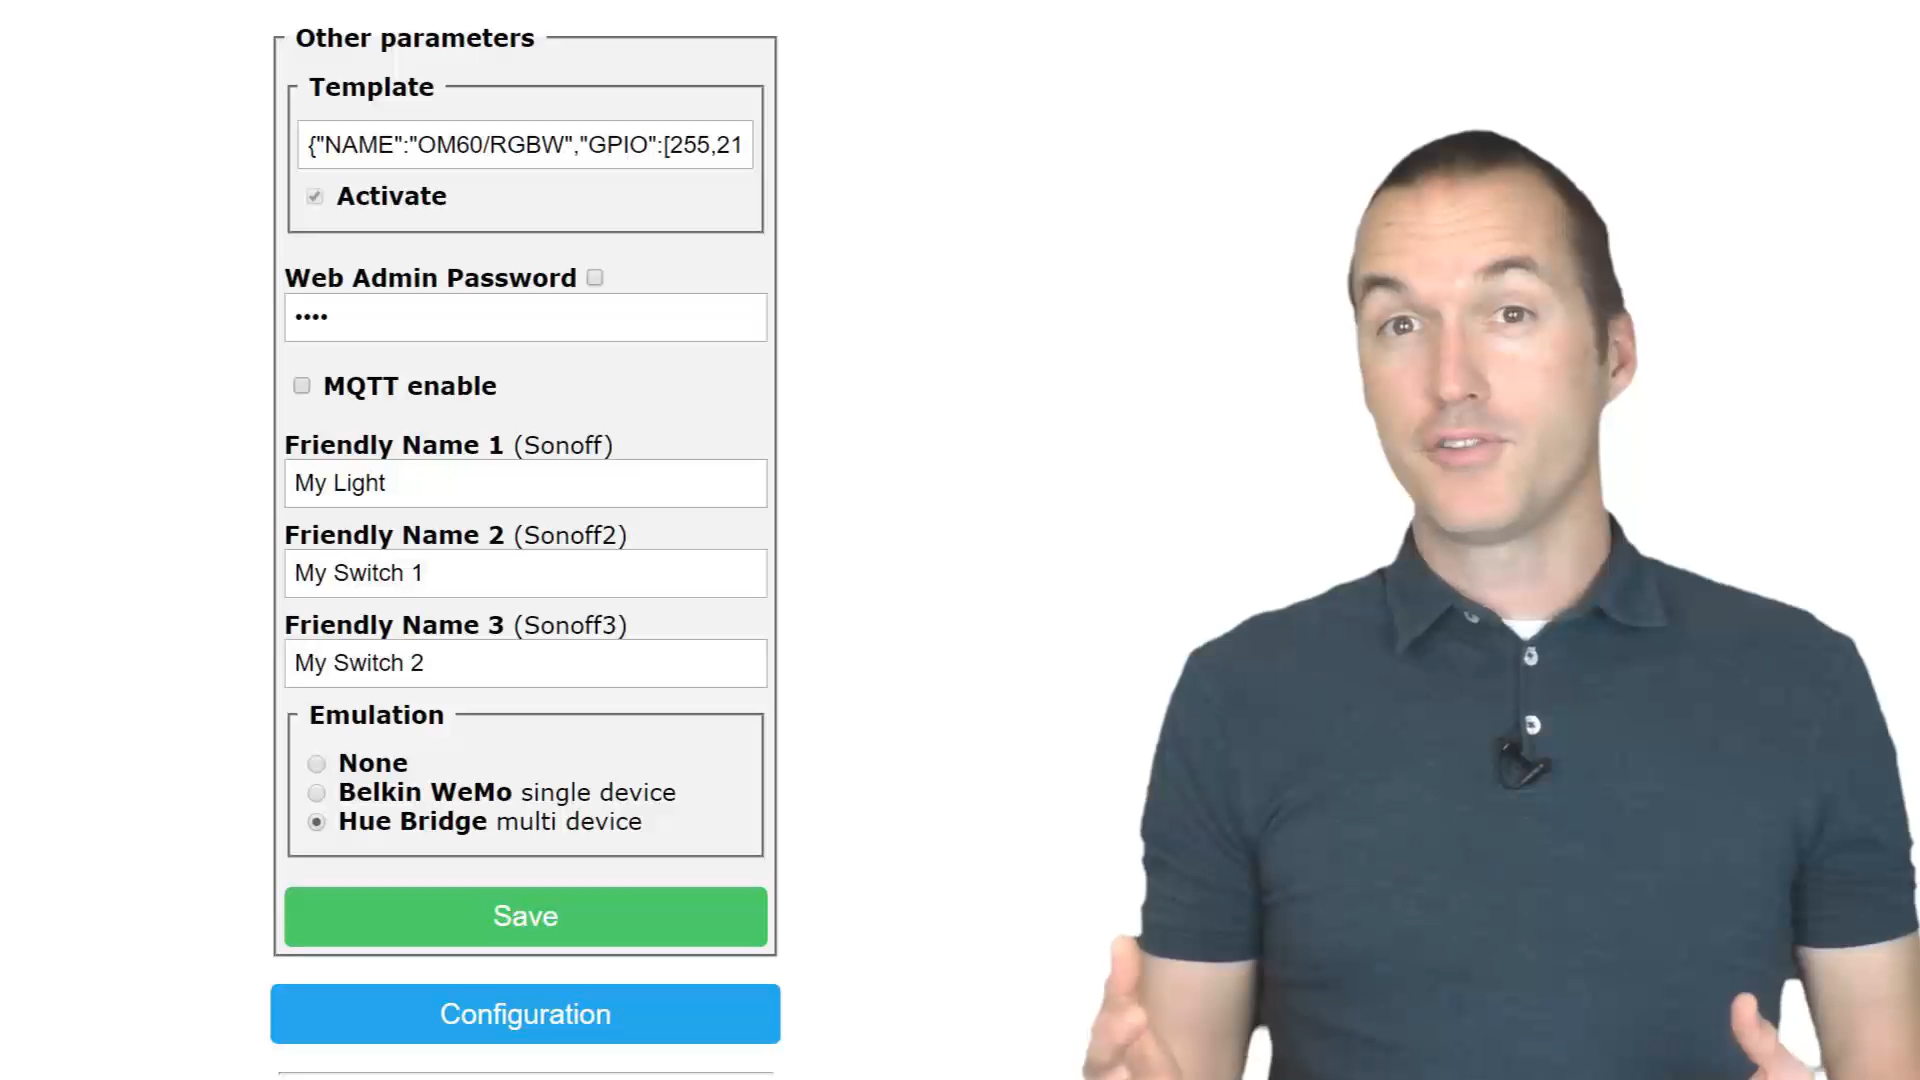 Other parameters
Template
{"NAME":"OM60/RGBW","GPIO":[255,21
Activate
Web Admin Password
••••
MQTT enable
Friendly Name 1 (Sonoff)
My Light
Friendly Name 2 (Sonoff2)
My Switch 1
Friendly Name 3 (Sonoff3)
My Switch 2
Emulation
None
Belkin WeMo single device
Hue Bridge multi device
Save
Configuration